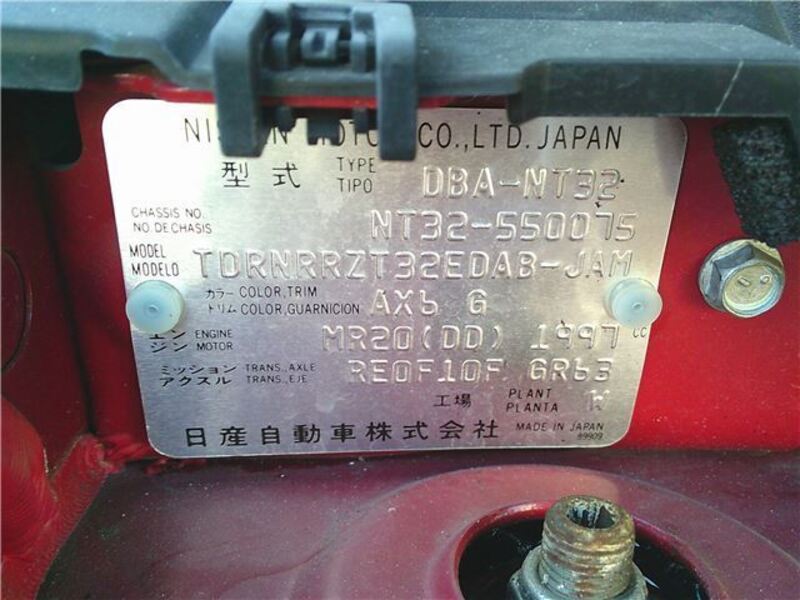 CO.,LTD. JAPAN
型式 TYPE TIPO DBA-NT32
CHASSIS NO. NO DE CHASIS NT32-550075
MODEL MODELO TDRNRRZT32EDAB-JAM
カラー COLOR,TRIM
トリム COLOR,GUARNICION AX6 G
エン ENGINE
ジン MOTOR MR20(DD) 1997 CC
ミッション TRANS.,AXLE
アクスル TRANS.,EJE RE0F10F GR63
工場 PLANT PLANTA K
日産自動車株式会社 MADE IN JAPAN
89909